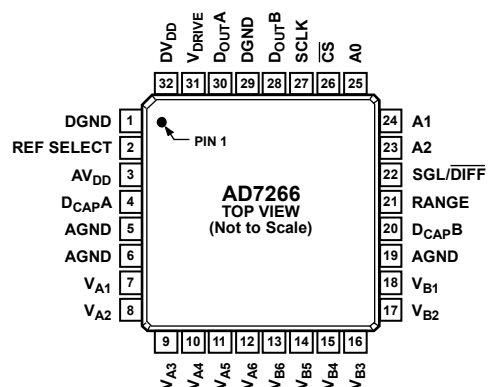 DVDD
VDRIVE
DOUTA
DGND
DOUTB
SCLK
CS
A0
32 31 30 29 28 27 26 25
DGND 1
REF SELECT 2
AVDD 3
DCAPA 4
AGND 5
AGND 6
VA1 7
VA2 8
PIN 1
AD7266
TOP VIEW
(Not to Scale)
24 A1
23 A2
22 SGL/DIFF
21 RANGE
20 DCAPB
19 AGND
18 VB1
17 VB2
9 10 11 12 13 14 15 16
VA3
VA4
VA5
VA6
VB6
VB5
VB4
VB3